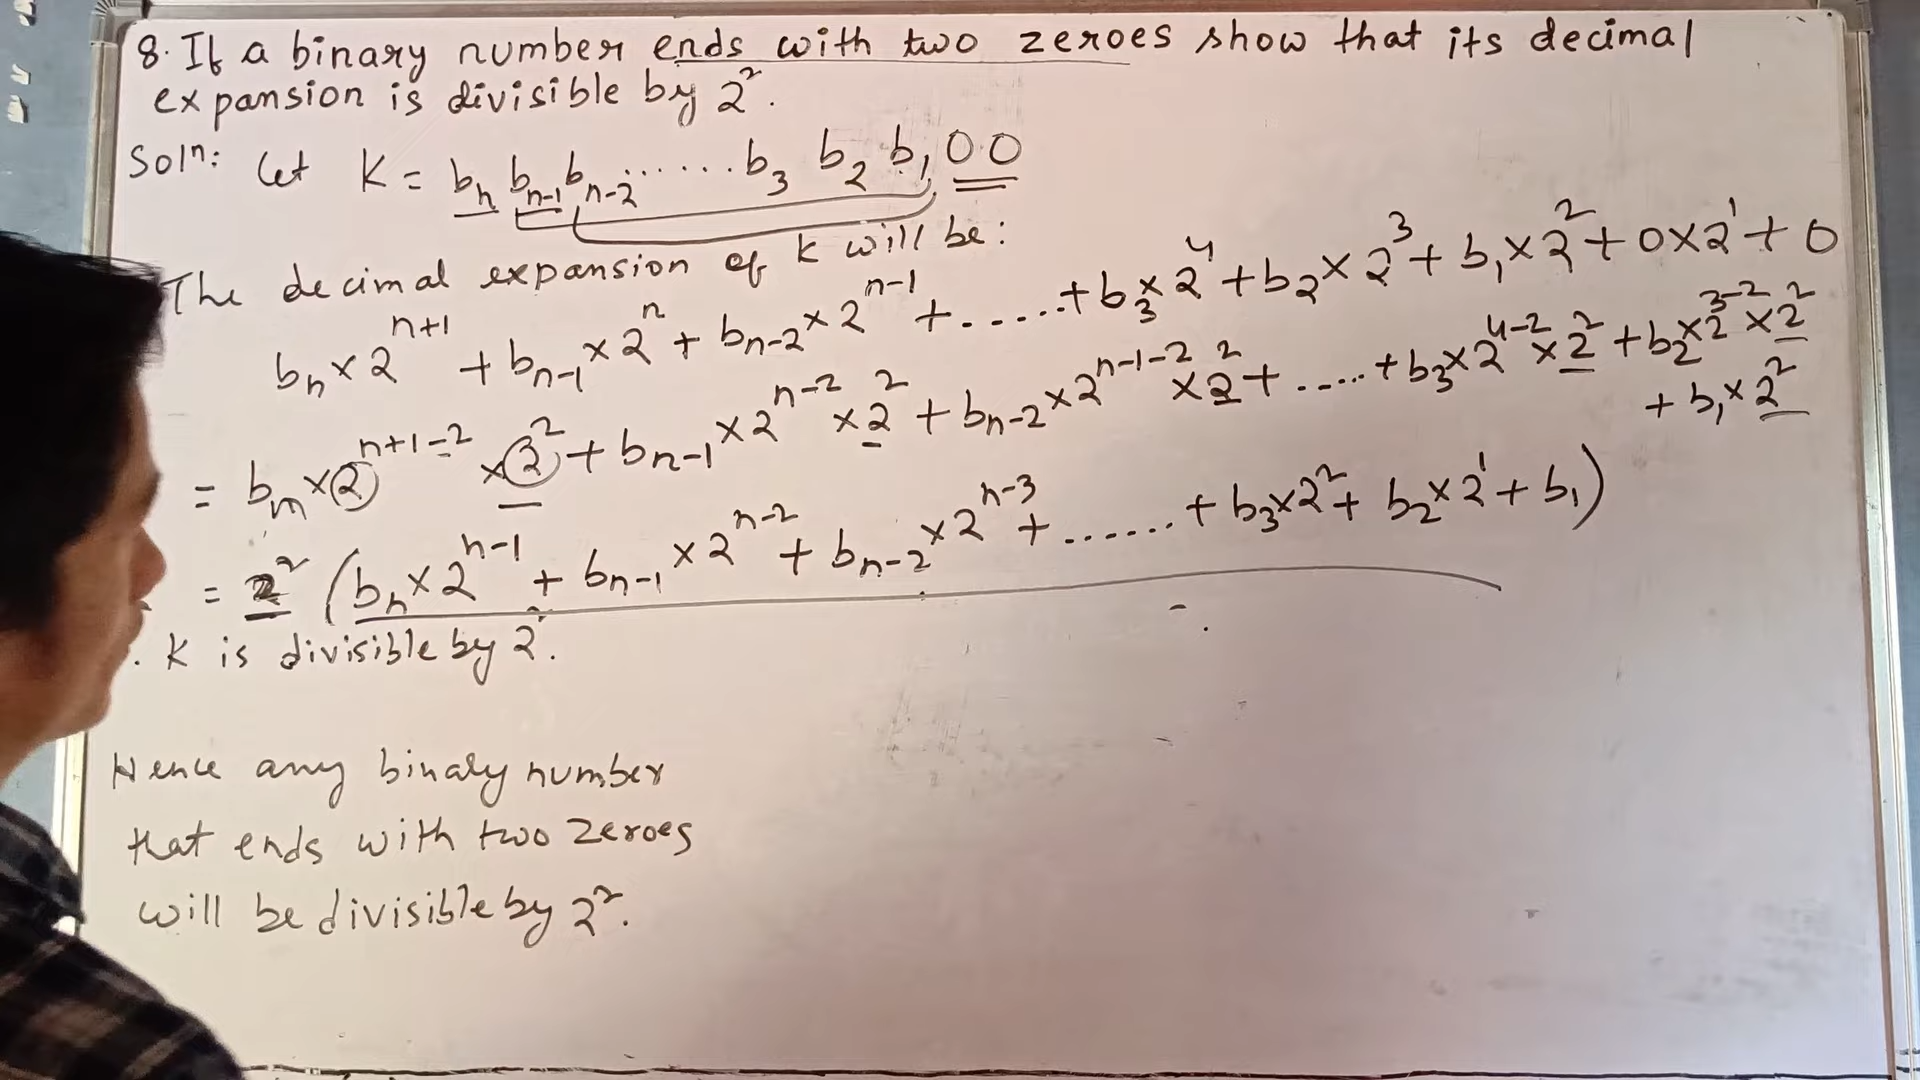 8. If a binary number ends with two zeroes show that its decimal
expansion is divisible by 2².
Solⁿ: Let K = bₙ bₙ₋₁ bₙ₋₂ ...... b₃ b₂ b₁ 0 0
The decimal expansion of K will be:
bₙ × 2ⁿ⁺¹ + bₙ₋₁ × 2ⁿ + bₙ₋₂ × 2ⁿ⁻¹ + ...... + b₃ × 2⁴ + b₂ × 2³ + b₁ × 2² + 0 × 2¹ + 0
= bₘ × 2ⁿ⁺¹⁻² × 2² + bₙ₋₁ × 2ⁿ⁻² × 2² + bₙ₋₂ × 2ⁿ⁻¹⁻² × 2² + ..... + b₃ × 2⁴⁻² × 2² + b₂ × 2³⁻² × 2²
+ b₁ × 2²
= 2² (bₙ × 2ⁿ⁻¹ + bₙ₋₁ × 2ⁿ⁻² + bₙ₋₂ × 2ⁿ⁻³ + ...... + b₃ × 2² + b₂ × 2¹ + b₁)
. K is divisible by 2².
Hence any binary number
that ends with two zeroes
will be divisible by 2².